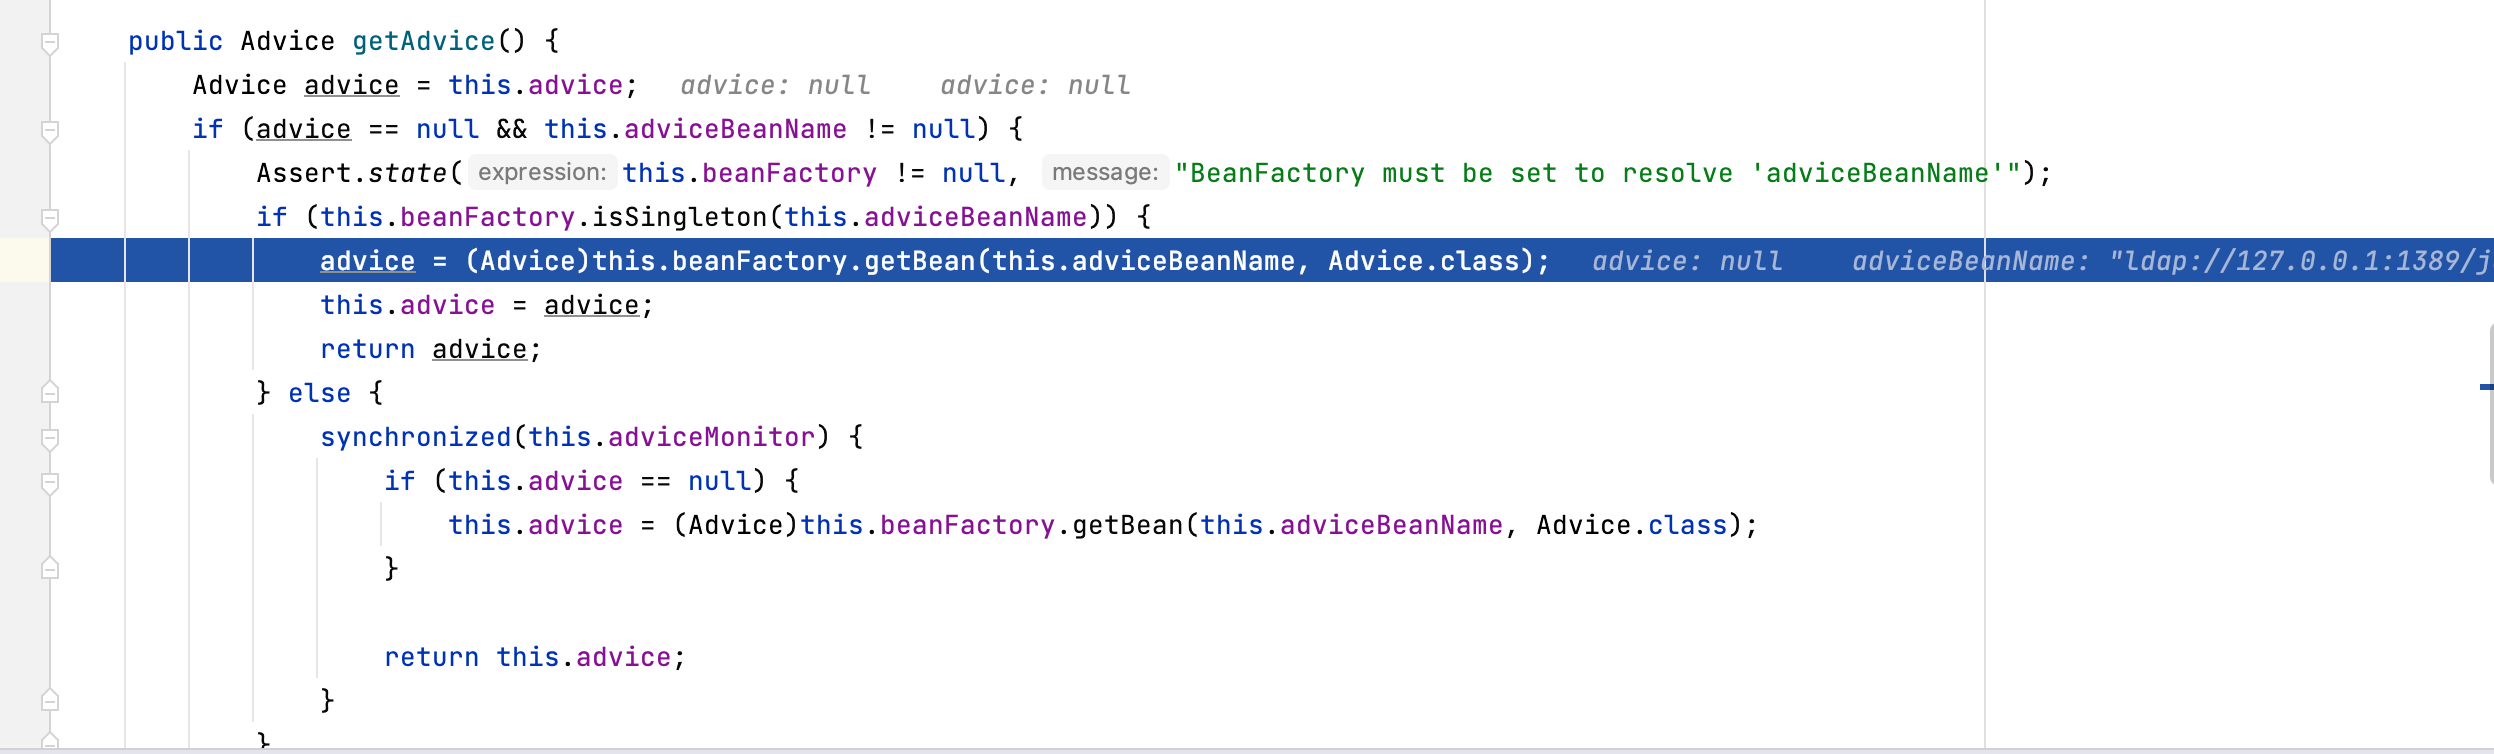 public Advice getAdvice() {
Advice advice = this.advice;   advice: null    advice: null
if (advice == null && this.adviceBeanName != null) {
Assert.state( expression: this.beanFactory != null,  message: "BeanFactory must be set to resolve 'adviceBeanName'");
if (this.beanFactory.isSingleton(this.adviceBeanName)) {
advice = (Advice)this.beanFactory.getBean(this.adviceBeanName, Advice.class);   advice: null    adviceBeanName: "ldap://127.0.0.1:1389/j
this.advice = advice;
return advice;
} else {
synchronized(this.adviceMonitor) {
if (this.advice == null) {
this.advice = (Advice)this.beanFactory.getBean(this.adviceBeanName, Advice.class);
}
return this.advice;
}
}